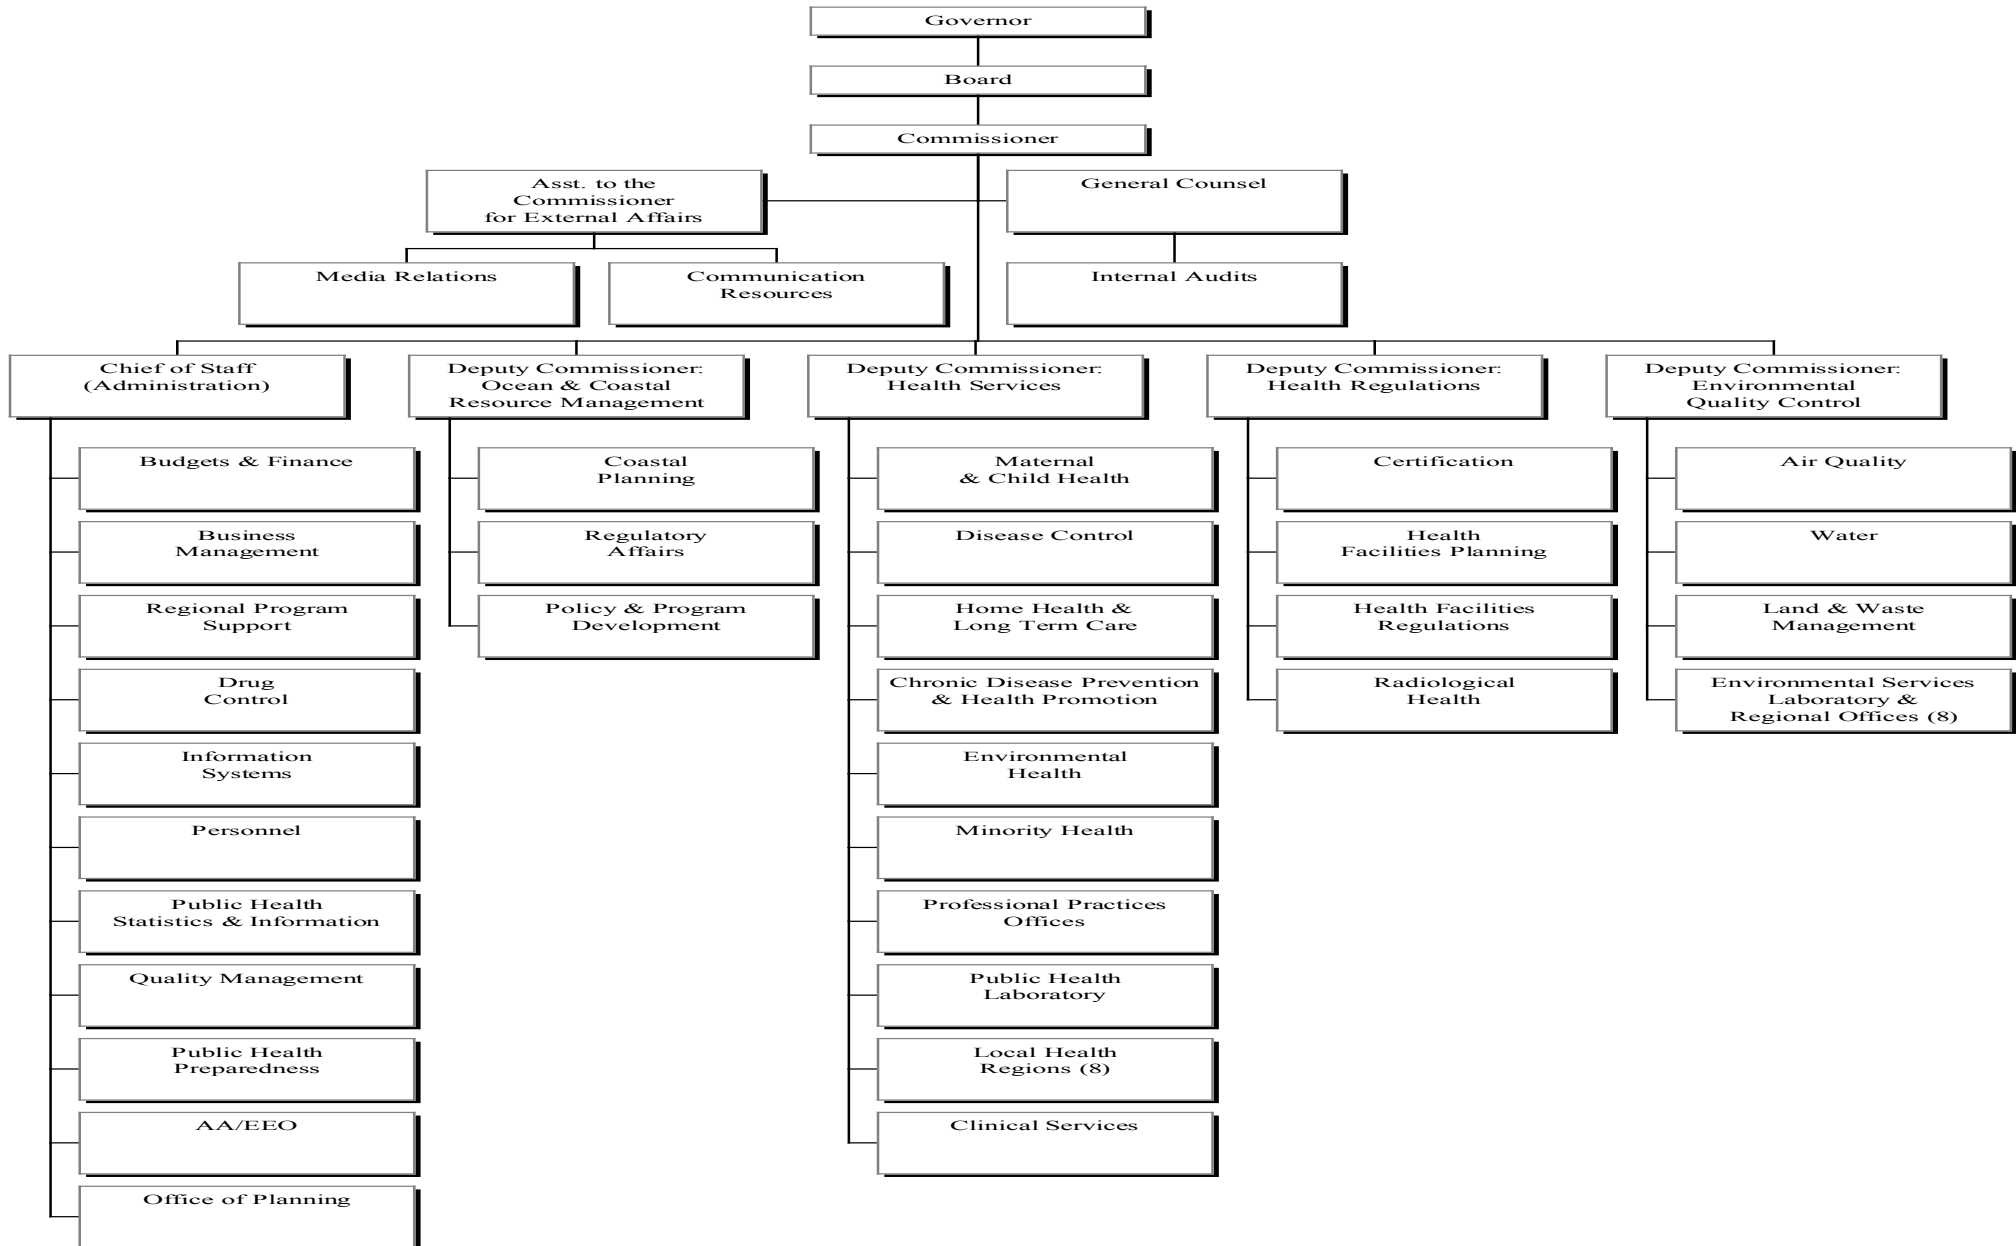 Governor
Board
Commissioner
Asst. to the
Commissioner
for External Affairs
General Counsel
Media Relations
Communication
Resources
Internal Audits
Chief of Staff
(Administration)
Deputy Commissioner:
Ocean & Coastal
Resource Management
Deputy Commissioner:
Health Services
Deputy Commissioner:
Health Regulations
Deputy Commissioner:
Environmental
Quality Control
Budgets & Finance
Business
Management
Regional Program
Support
Drug
Control
Information
Systems
Personnel
Public Health
Statistics & Information
Quality Management
Public Health
Preparedness
AA/EEO
Office of Planning
Coastal
Planning
Regulatory
Affairs
Policy & Program
Development
Maternal
& Child Health
Disease Control
Home Health &
Long Term Care
Chronic Disease Prevention
& Health Promotion
Environmental
Health
Minority Health
Professional Practices
Offices
Public Health
Laboratory
Local Health
Regions (8)
Clinical Services
Certification
Health
Facilities Planning
Health Facilities
Regulations
Radiological
Health
Air Quality
Water
Land & Waste
Management
Environmental Services
Laboratory &
Regional Offices (8)